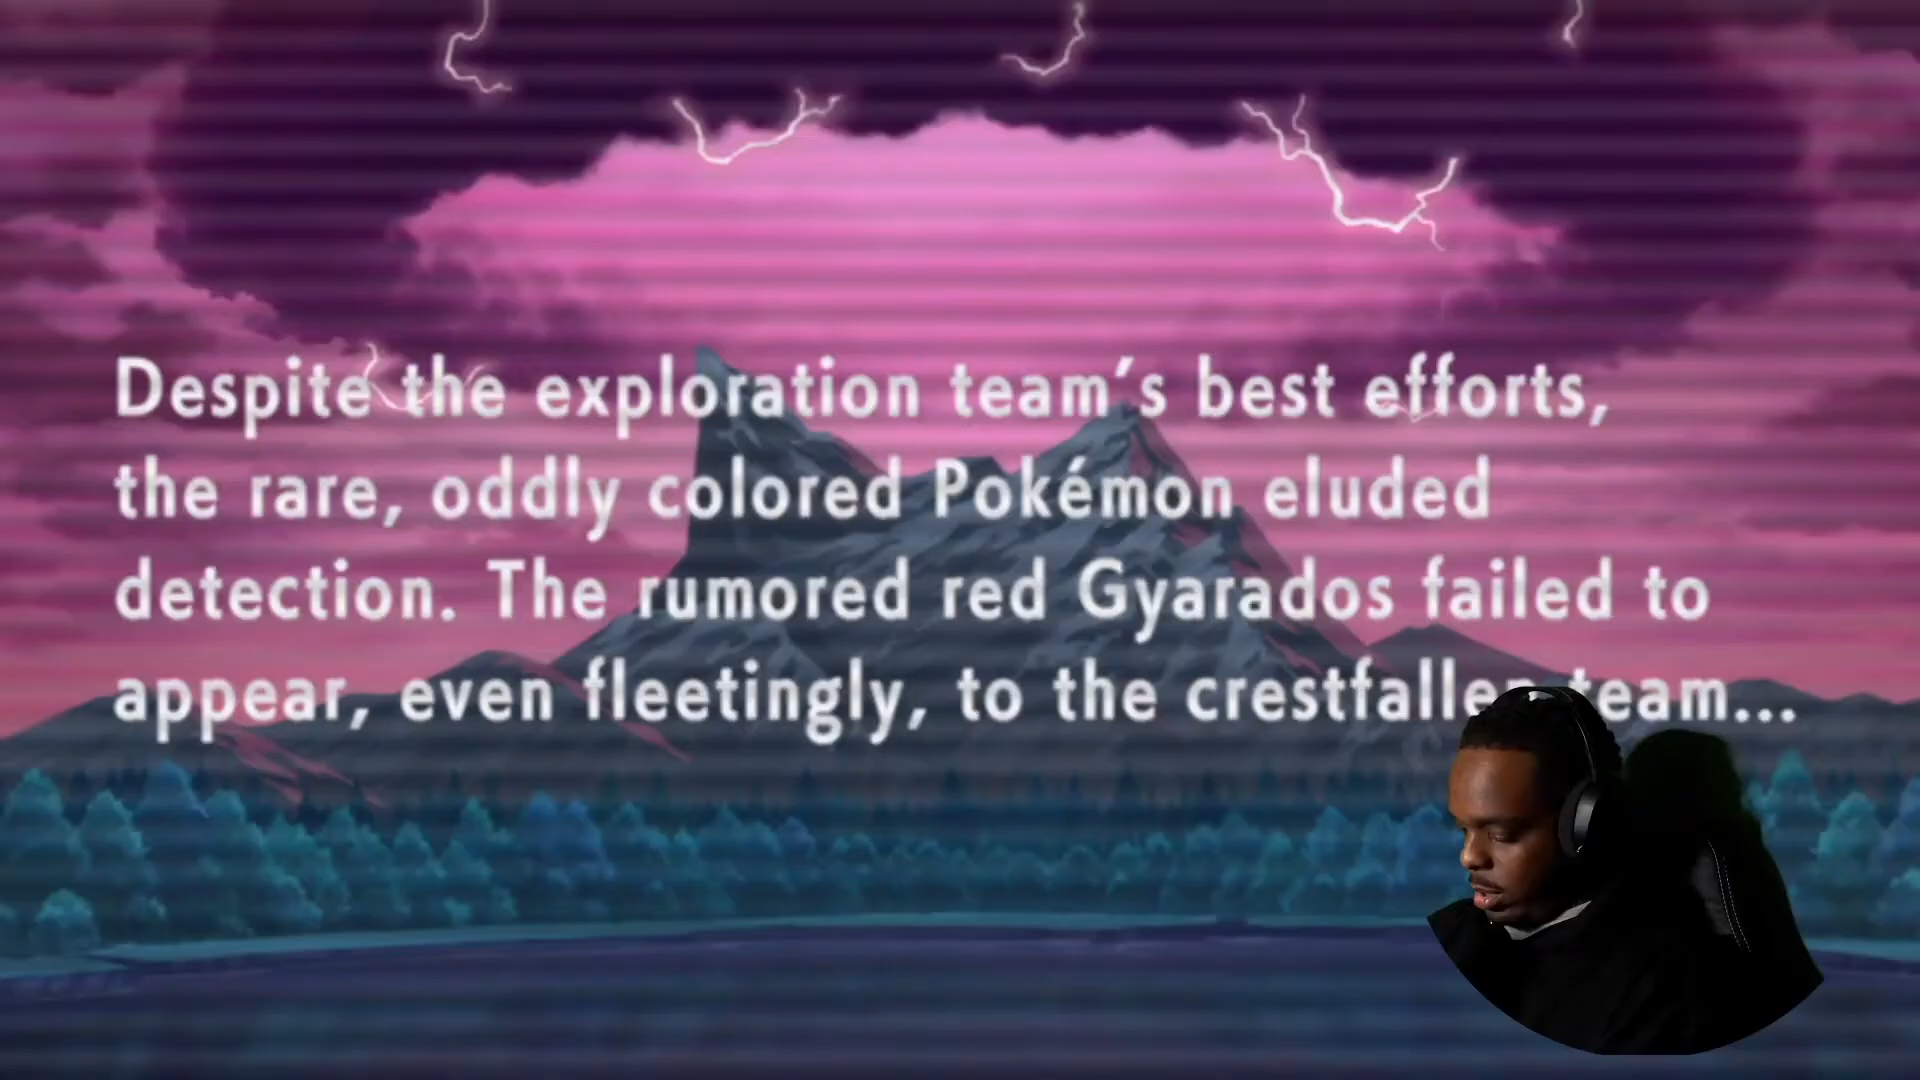 Despite the exploration team's best efforts,
the rare, oddly colored Pokémon eluded
detection. The rumored red Gyarados failed to
appear, even fleetingly, to the crestfallen team...